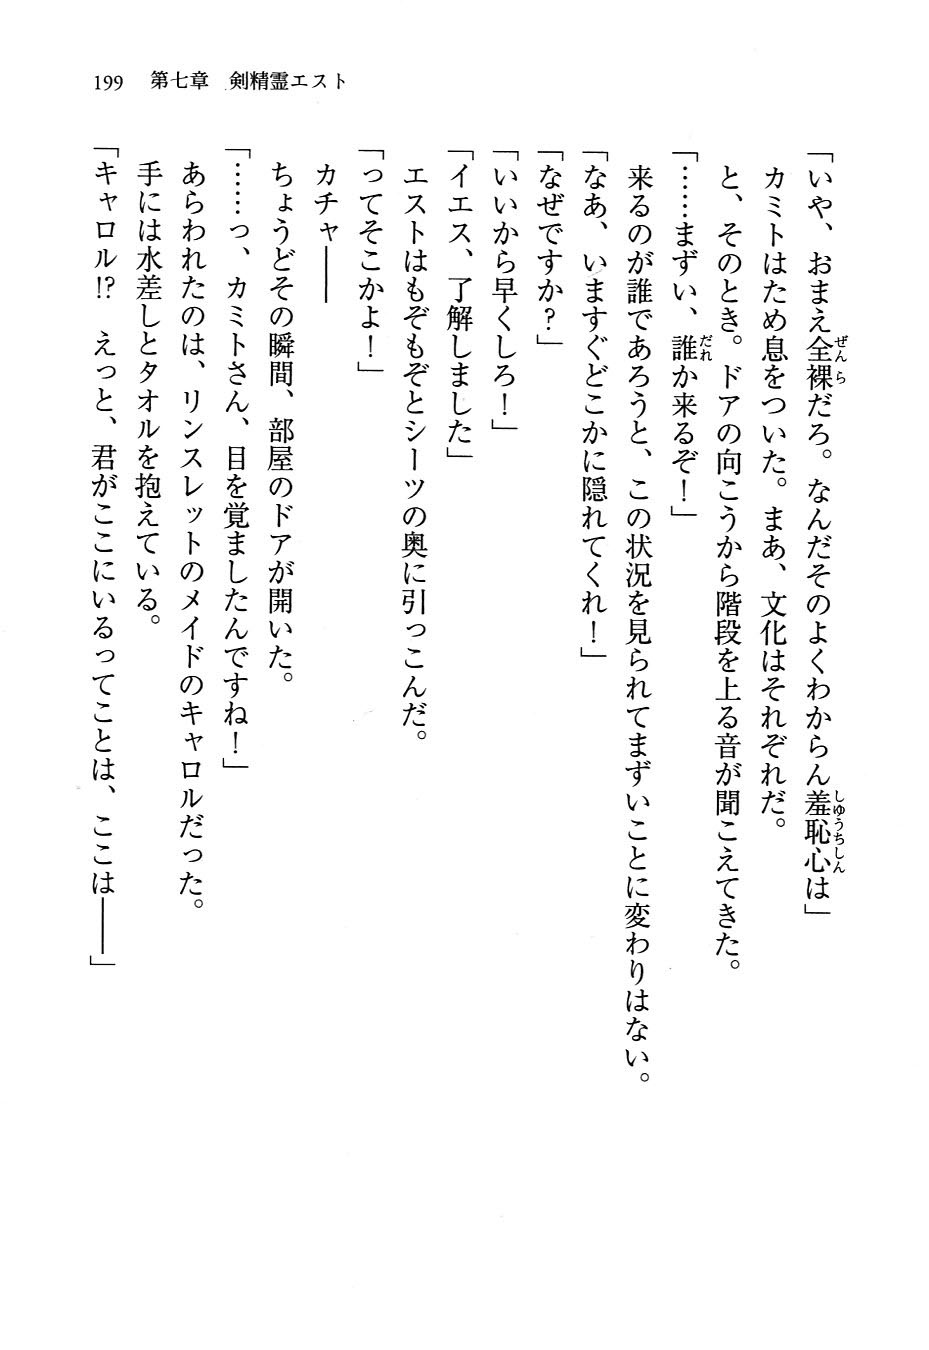 199 第七章 剣精霊エスト
「いや、おまえ全裸だろ。なんだそのよくわからん羞恥心は」
カミトはため息をついた。まあ、文化はそれぞれだ。
と、そのとき。ドアの向こうから階段を上る音が聞こえてきた。
「……まずい、誰か来るぞ！」
来るのが誰であろうと、この状況を見られてまずいことに変わりはない。
「なあ、いますぐどこかに隠れてくれ！」
「なぜですか？」
「いいから早くしろ！」
「イエス、了解しました」
エストはもぞもぞとシーツの奥に引っこんだ。
「ってそこかよ！」
カチャ――
ちょうどその瞬間、部屋のドアが開いた。
「……っ、カミトさん、目を覚ましたんですね！」
あらわれたのは、リンスレットのメイドのキャロルだった。
手には水差しとタオルを抱えている。
「キャロル!?　えっと、君がここにいるってことは、ここは――」